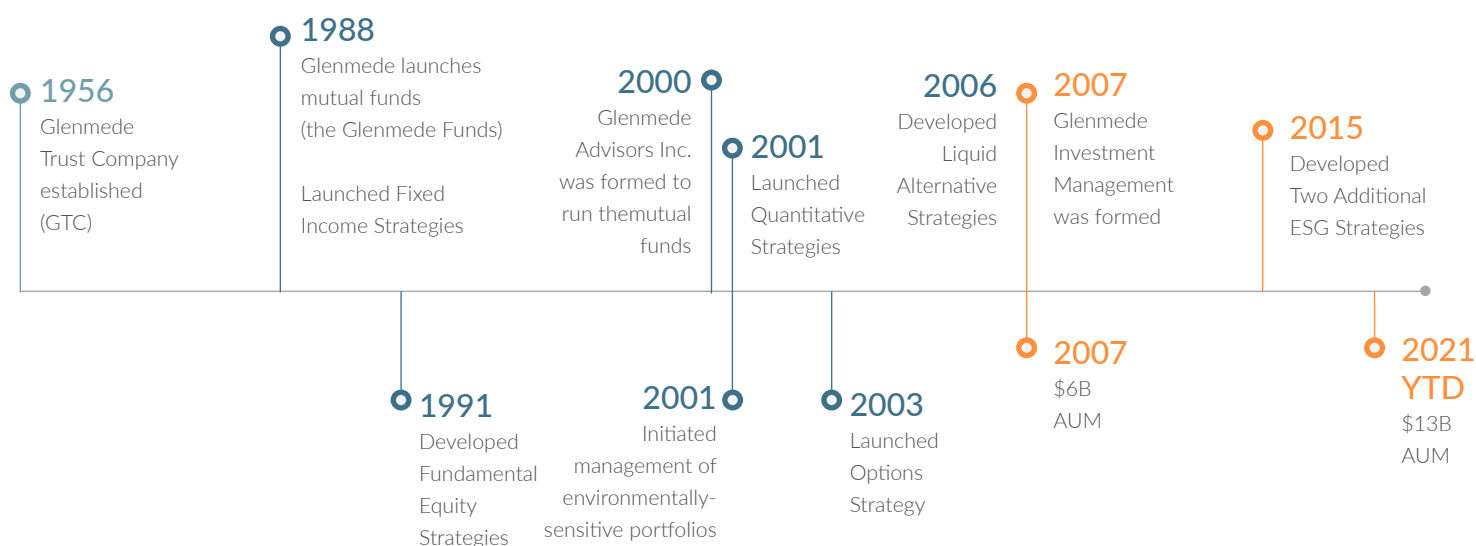 1956
Glenmede
Trust Company
established
(GTC)
1988
Glenmede launches
mutual funds
(the Glenmede Funds)
Launched Fixed
Income Strategies
2000
Glenmede
Advisors Inc.
was formed to
run themutual
funds
2001
Launched
Quantitative
Strategies
2006
Developed
Liquid
Alternative
Strategies
2007
Glenmede
Investment
Management
was formed
2015
Developed
Two Additional
ESG Strategies
1991
Developed
Fundamental
Equity
Strategies
2001
Initiated
management of
environmentally-
sensitive portfolios
2003
Launched
Options
Strategy
2007
$6B
AUM
2021
YTD
$13B
AUM